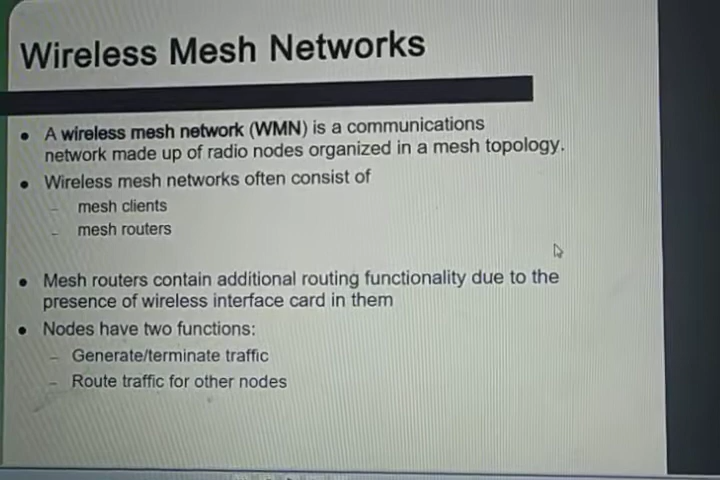 Wireless Mesh Networks
• A wireless mesh network (WMN) is a communications
network made up of radio nodes organized in a mesh topology.
• Wireless mesh networks often consist of
– mesh clients
– mesh routers
• Mesh routers contain additional routing functionality due to the
presence of wireless interface card in them
• Nodes have two functions:
– Generate/terminate traffic
– Route traffic for other nodes